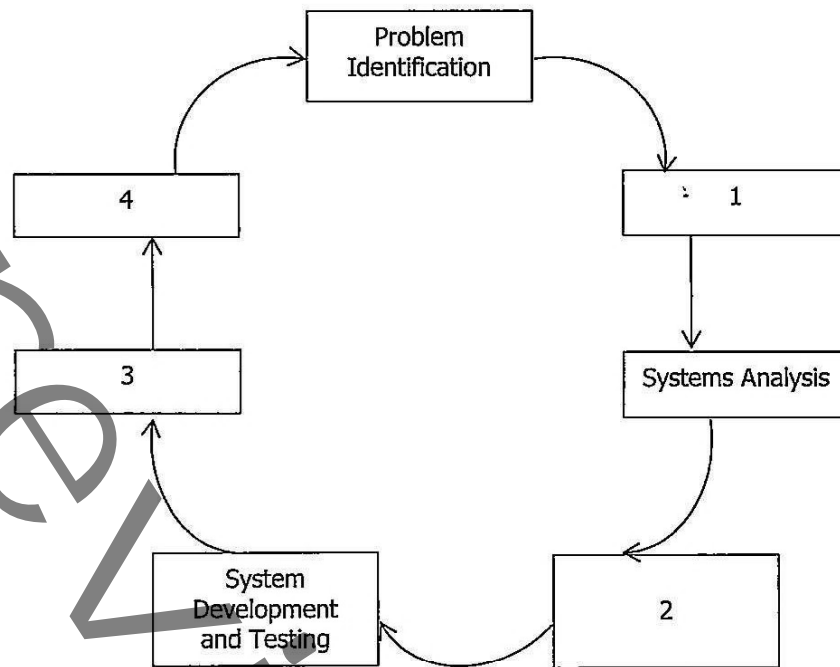 Problem
Identification
1
Systems Analysis
2
System
Development
and Testing
3
4